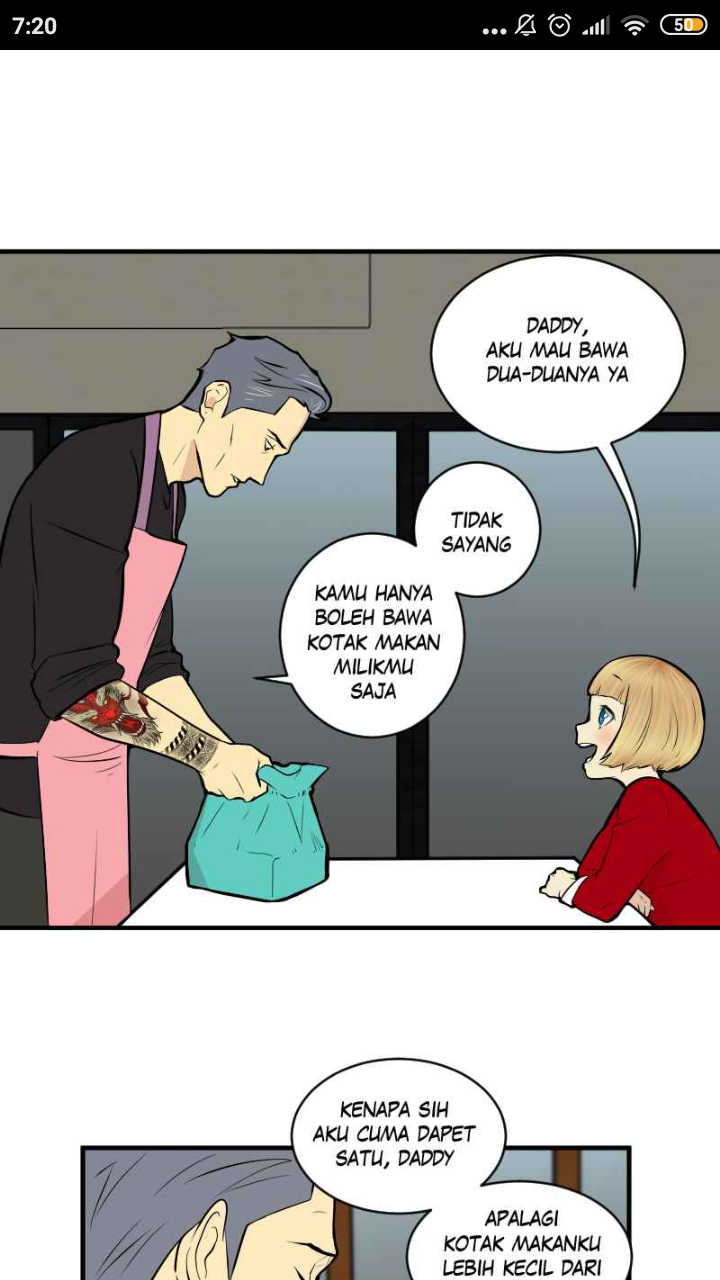 7:20
50
DADDY,
AKU MAU BAWA
DUA-DUANYA YA
TIDAK
SAYANG
KAMU HANYA
BOLEH BAWA
KOTAK MAKAN
MILIKMU
SAJA
KENAPA SIH
AKU CUMA DAPET
SATU, DADDY
APALAGI
KOTAK MAKANKU
LEBIH KECIL DARI